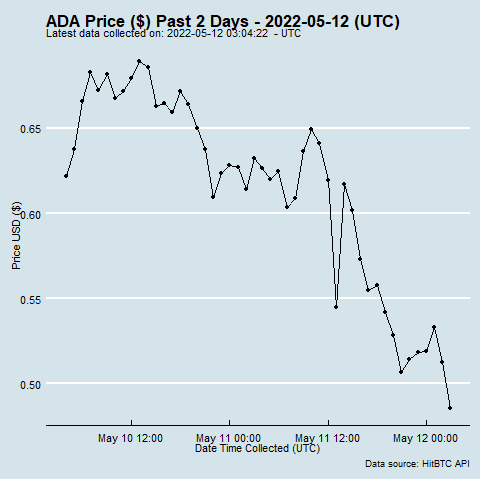 ADA Price ($) Past 2 Days - 2022-05-12 (UTC)
Latest data collected on: 2022-05-12 03:04:22  - UTC
0.65
0.60
Price USD ($)
0.55
0.50
May 10 12:00 May 11 00:00 May 11 12:00 May 12 00:00
Date Time Collected (UTC)
Data source: HitBTC API